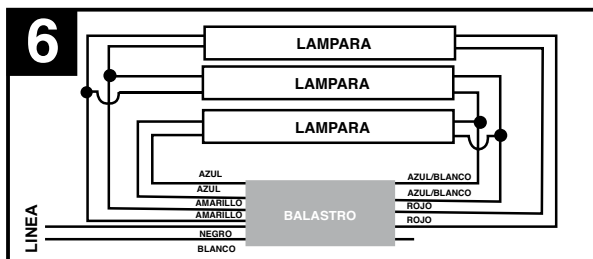 6
LAMPARA
LAMPARA
LAMPARA
AZUL
AZUL
AMARILLO
AMARILLO
NEGRO
BLANCO
LINEA
BALASTRO
AZUL/BLANCO
AZUL/BLANCO
ROJO
ROJO